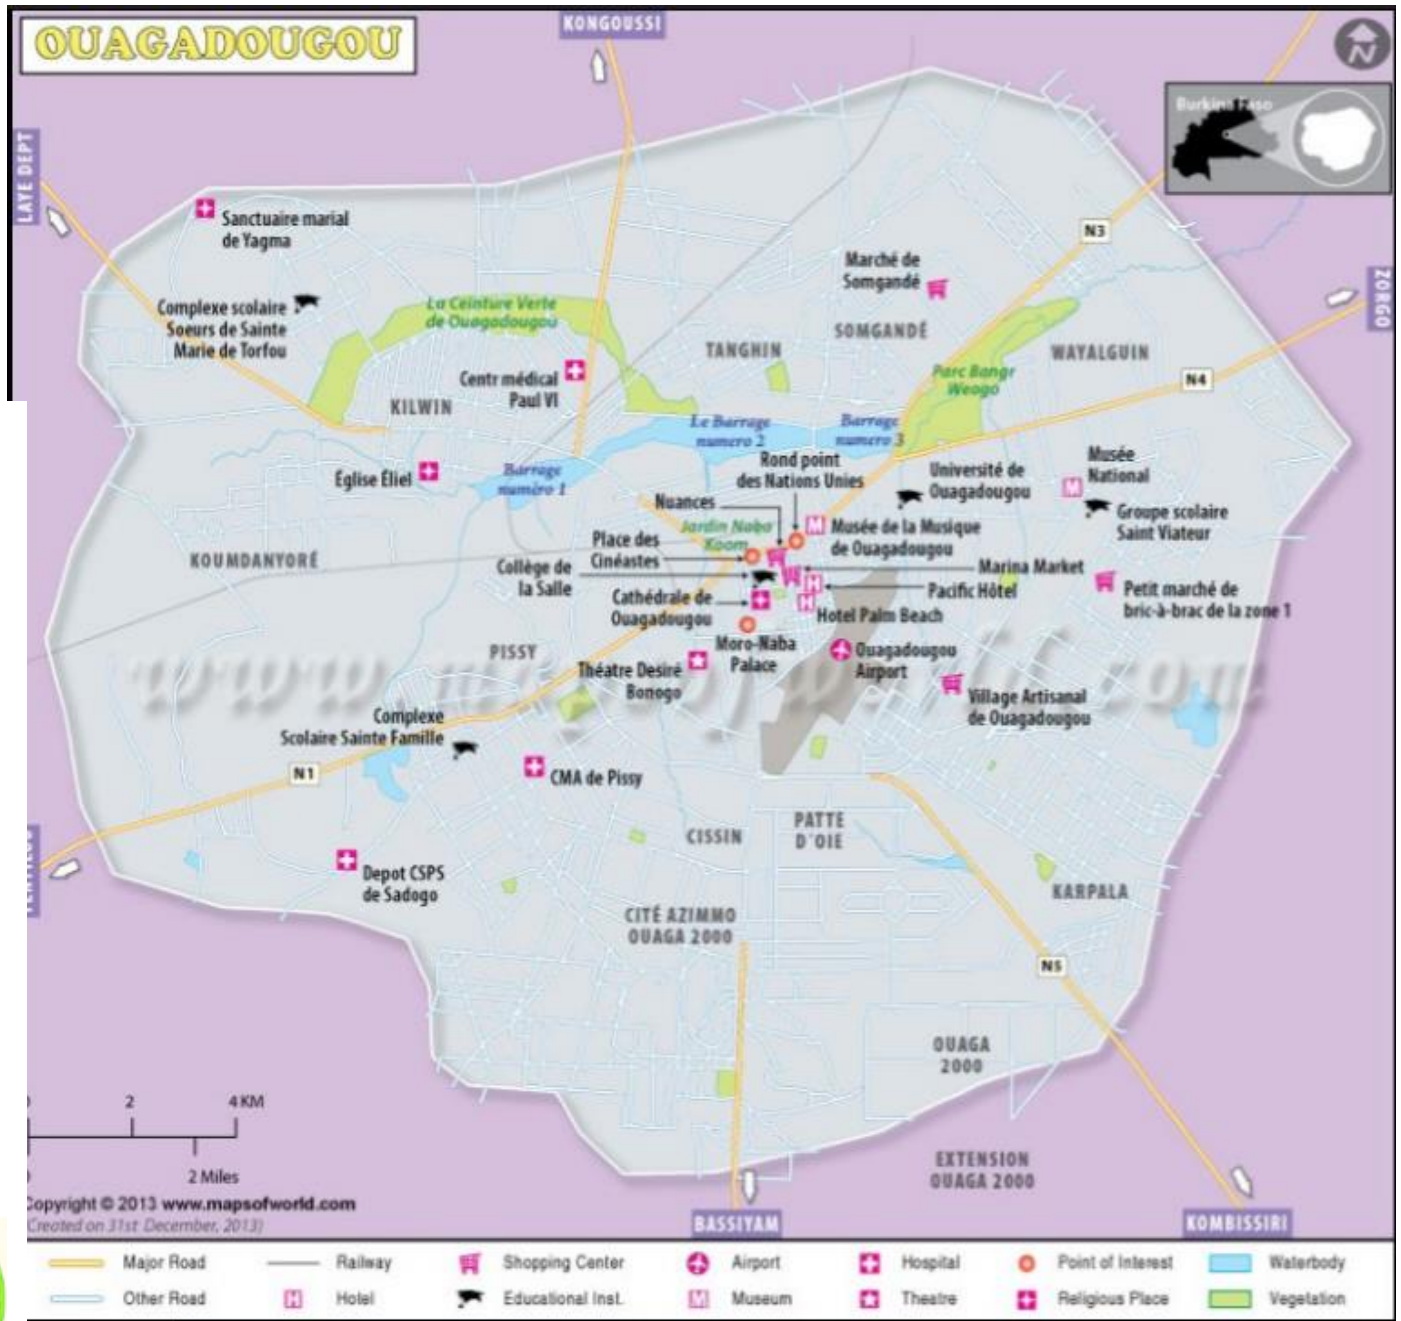 OUAGADOUGOU
KONGOUSSI
N
Burkina Faso
LAYE DEPT
Sanctuaire marial
de Yagma
N3
Marché de
Somgandé
ZORGO
Complexe scolaire
Soeurs de Sainte
Marie de Torfou
La Ceinture Verte
de Ouagadougou
SOMGANDÉ
TANGHIN
WAYALGUIN
Centr médical
Paul VI
Parc Bangr
Weogo
N4
KILWIN
Le Barrage
numero 2
Barrage
numero 3
Église Éliel
Barrage
numéro 1
Rond point
des Nations Unies
Université de
Ouagadougou
Musée
National
Nuances
Groupe scolaire
Saint Viateur
Jardin Naba
Koom
Musée de la Musique
de Ouagadougou
Place des
Cinéastes
KOUMDANYORÉ
Collège de
la Salle
Marina Market
Pacific Hôtel
Petit marché de
bric-à-brac de la zone 1
Cathédrale de
Ouagadougou
Hotel Palm Beach
PISSY
Moro-Naba
Palace
Ouagadougou
Airport
www.mapsofworld.com
Théatre Desiré
Bonogo
Village Artisanal
de Ouagadougou
Complexe
Scolaire Sainte Famille
N1
CMA de Pissy
CISSIN
PATTE
D'OIE
Depot CSPS
de Sadogo
KARPALA
CITÉ AZIMMO
OUAGA 2000
N5
OUAGA
2000
2 4 KM
2 Miles
EXTENSION
OUAGA 2000
Copyright © 2013 www.mapsofworld.com
(Created on 31st December, 2013)
BASSIYAM
KOMBISSIRI
Major Road
Railway
Shopping Center
Airport
Hospital
Point of Interest
Waterbody
Other Road
H Hotel
Educational Inst.
M Museum
Theatre
Religious Place
Vegetation